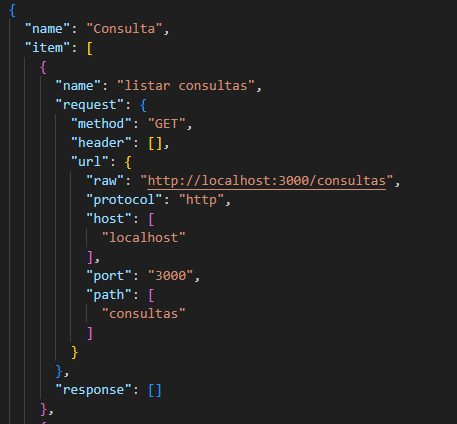 {
"name": "Consulta",
"item": [
{
"name": "listar consultas",
"request": {
"method": "GET",
"header": [],
"url": {
"raw": "http://localhost:3000/consultas",
"protocol": "http",
"host": [
"localhost"
],
"port": "3000",
"path": [
"consultas"
]
}
},
"response": []
},